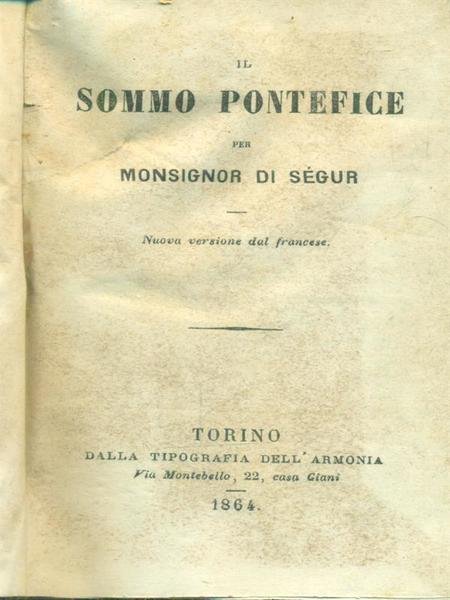 IL
SOMMO PONTEFICE
PER
MONSIGNOR DI SÉGUR
Nuova versione dal francese.
TORINO
DALLA TIPOGRAFIA DELL'ARMONIA
Via Montebello, 22, casa Giani
1864.